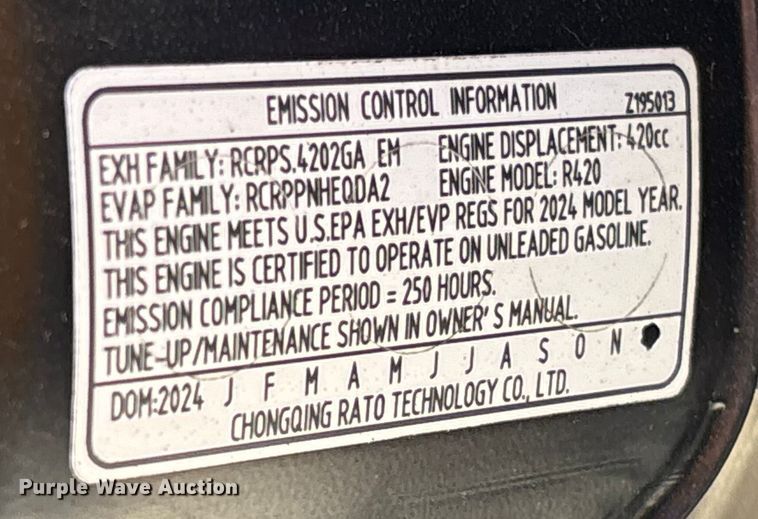 EMISSION CONTROL INFORMATION Z195013
EXH FAMILY: RCRPS.4202GA EM ENGINE DISPLACEMENT: 420cc
EVAP FAMILY: RCRPPNHEQDA2 ENGINE MODEL: R420
THIS ENGINE MEETS U.S.EPA EXH/EVP REGS FOR 2024 MODEL YEAR.
THIS ENGINE IS CERTIFIED TO OPERATE ON UNLEADED GASOLINE.
EMISSION COMPLIANCE PERIOD = 250 HOURS.
TUNE-UP/MAINTENANCE SHOWN IN OWNER'S MANUAL.
DOM:2024 J F M A M J J A S O N
CHONGQING RATO TECHNOLOGY CO., LTD.
Purple Wave Auction